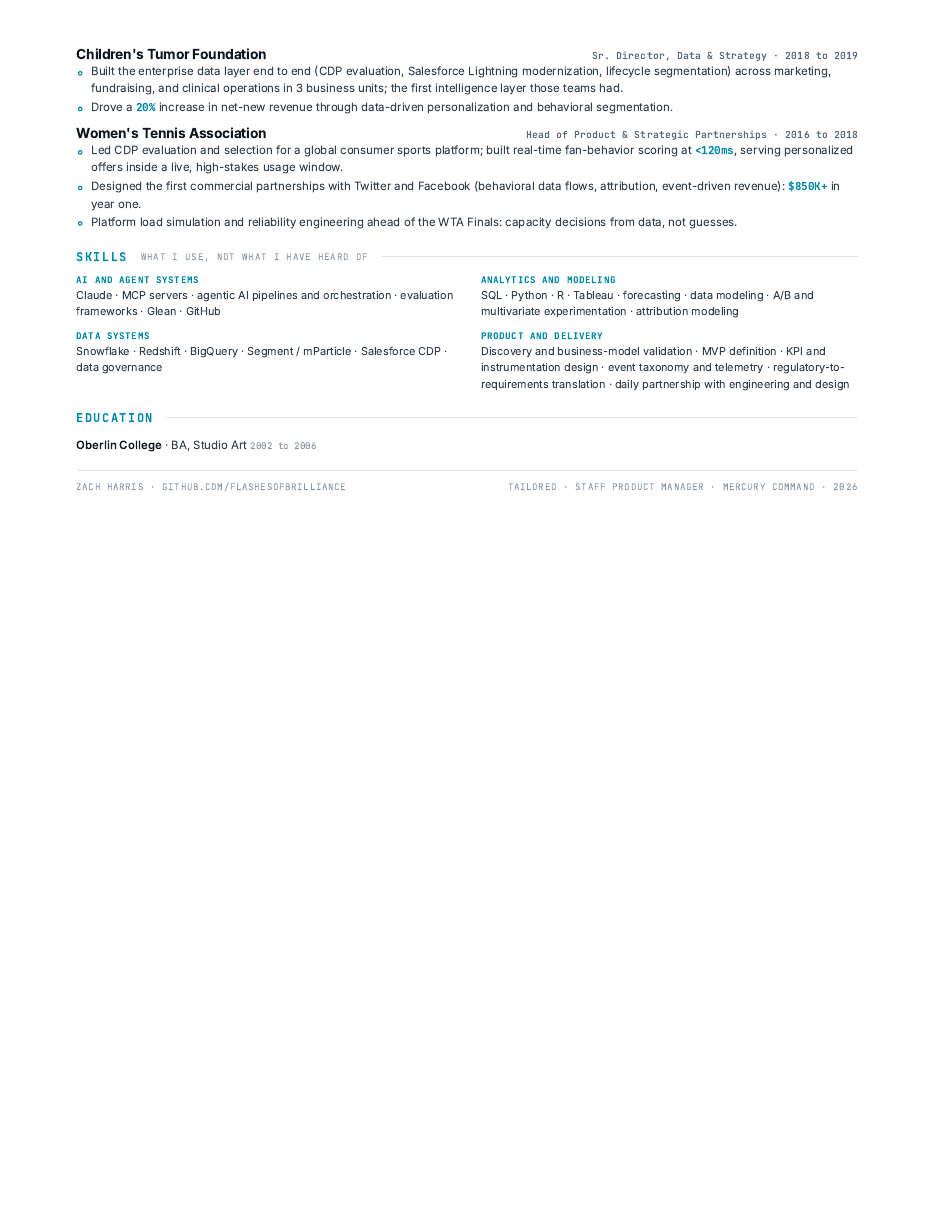 Children's Tumor Foundation Sr. Director, Data & Strategy · 2018 to 2019
Built the enterprise data layer end to end (CDP evaluation, Salesforce Lightning modernization, lifecycle segmentation) across marketing,
fundraising, and clinical operations in 3 business units; the first intelligence layer those teams had.
Drove a 20% increase in net-new revenue through data-driven personalization and behavioral segmentation.
Women's Tennis Association Head of Product & Strategic Partnerships · 2016 to 2018
Led CDP evaluation and selection for a global consumer sports platform; built real-time fan-behavior scoring at <120ms, serving personalized
offers inside a live, high-stakes usage window.
Designed the first commercial partnerships with Twitter and Facebook (behavioral data flows, attribution, event-driven revenue): $850K+ in
year one.
Platform load simulation and reliability engineering ahead of the WTA Finals: capacity decisions from data, not guesses.
SKILLS WHAT I USE, NOT WHAT I HAVE HEARD OF
AI AND AGENT SYSTEMS
Claude · MCP servers · agentic AI pipelines and orchestration · evaluation
frameworks · Glean · GitHub
ANALYTICS AND MODELING
SQL · Python · R · Tableau · forecasting · data modeling · A/B and
multivariate experimentation · attribution modeling
DATA SYSTEMS
Snowflake · Redshift · BigQuery · Segment / mParticle · Salesforce CDP ·
data governance
PRODUCT AND DELIVERY
Discovery and business-model validation · MVP definition · KPI and
instrumentation design · event taxonomy and telemetry · regulatory-to-
requirements translation · daily partnership with engineering and design
EDUCATION
Oberlin College · BA, Studio Art 2002 to 2006
ZACH HARRIS · GITHUB.COM/FLASHESOFBRILLIANCE TAILORED · STAFF PRODUCT MANAGER · MERCURY COMMAND · 2026